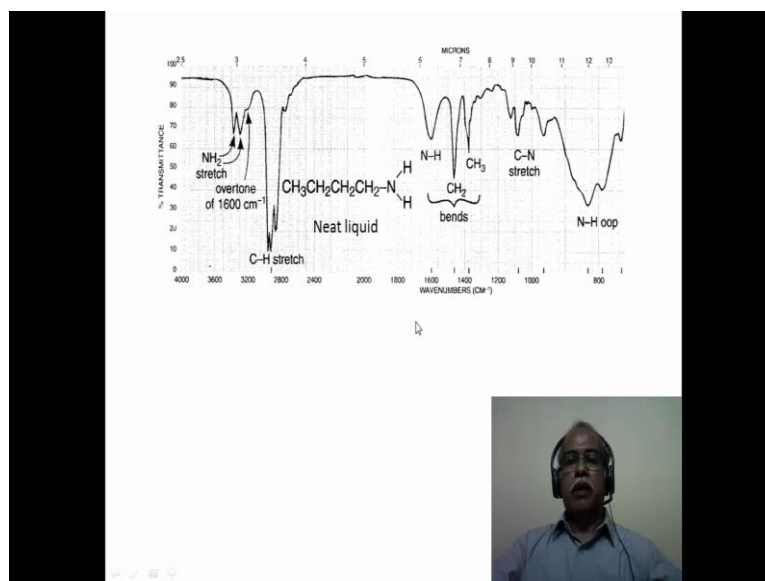 MICRONS
2.5 3 4 5 6 7 8 9 10 11 12 13
100
90
80
70
60
50
40
30
20
10
0
% TRANSMITTANCE
NH2
stretch
overtone
of 1600 cm-1
C-H stretch
CH3CH2CH2CH2-N
H
H
Neat liquid
N-H
CH2
CH3
bends
C-N
stretch
N-H oop
4000 3600 3200 2800 2400 2000 1800 1600 1400 1200 1000 800
WAVENUMBERS (CM-1)